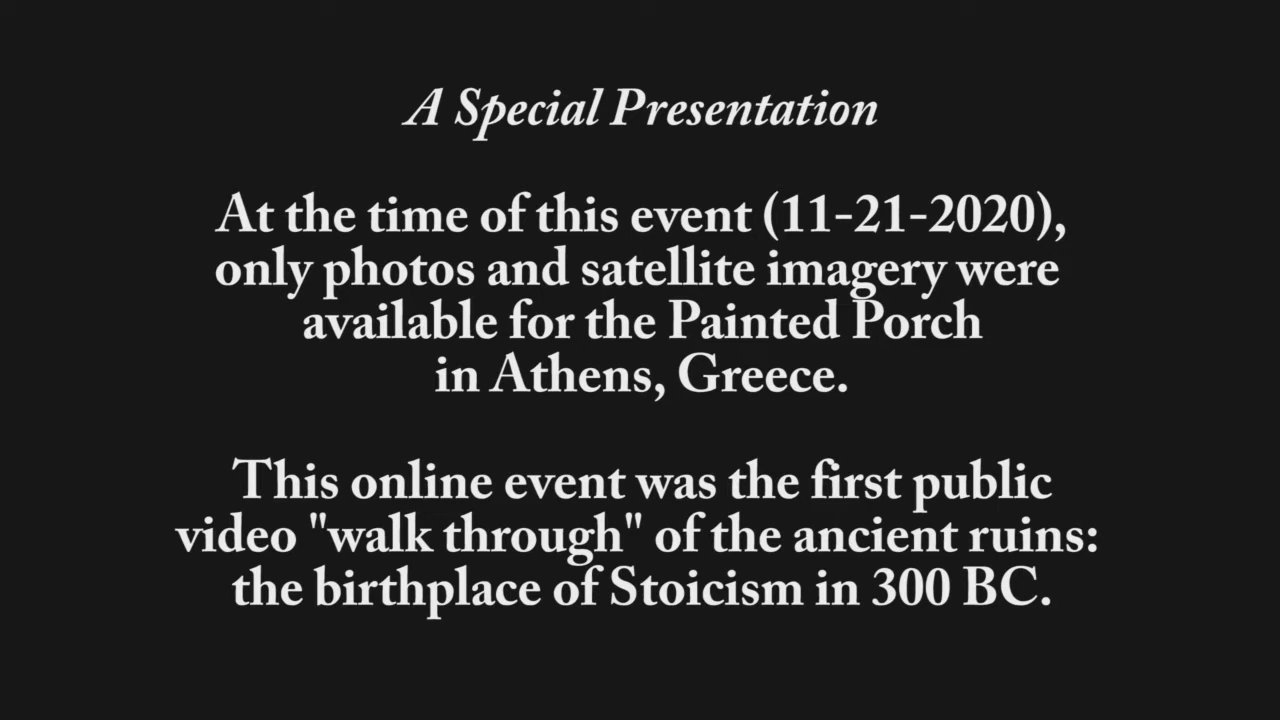 A Special Presentation
At the time of this event (11-21-2020),
only photos and satellite imagery were
available for the Painted Porch
in Athens, Greece.
This online event was the first public
video "walk through" of the ancient ruins:
the birthplace of Stoicism in 300 BC.